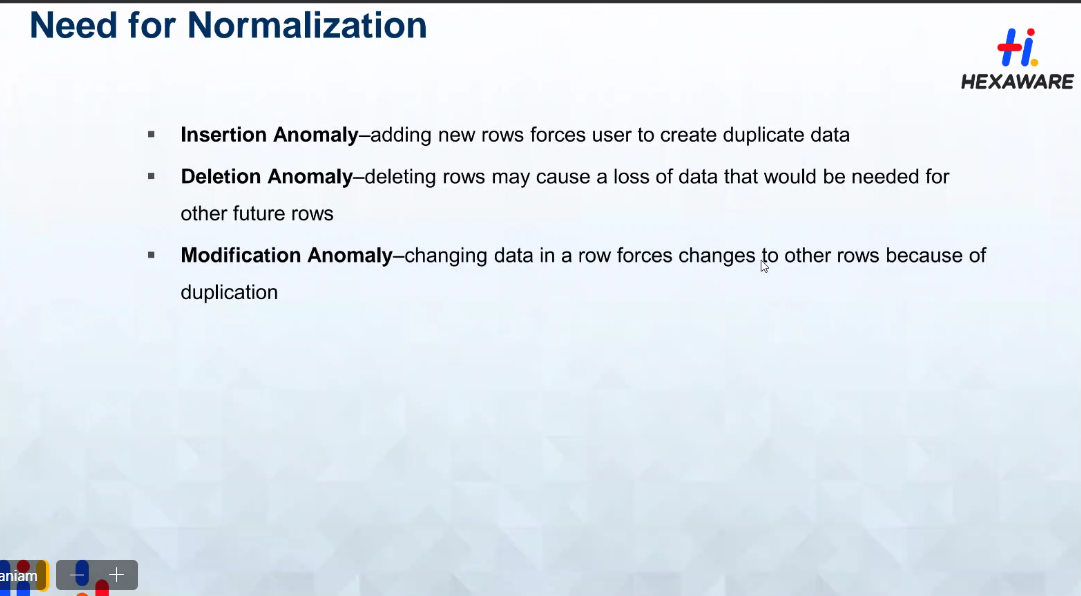 Need for Normalization
HEXAWARE
▪ Insertion Anomaly–adding new rows forces user to create duplicate data
▪ Deletion Anomaly–deleting rows may cause a loss of data that would be needed for
other future rows
▪ Modification Anomaly–changing data in a row forces changes to other rows because of
duplication
aniam